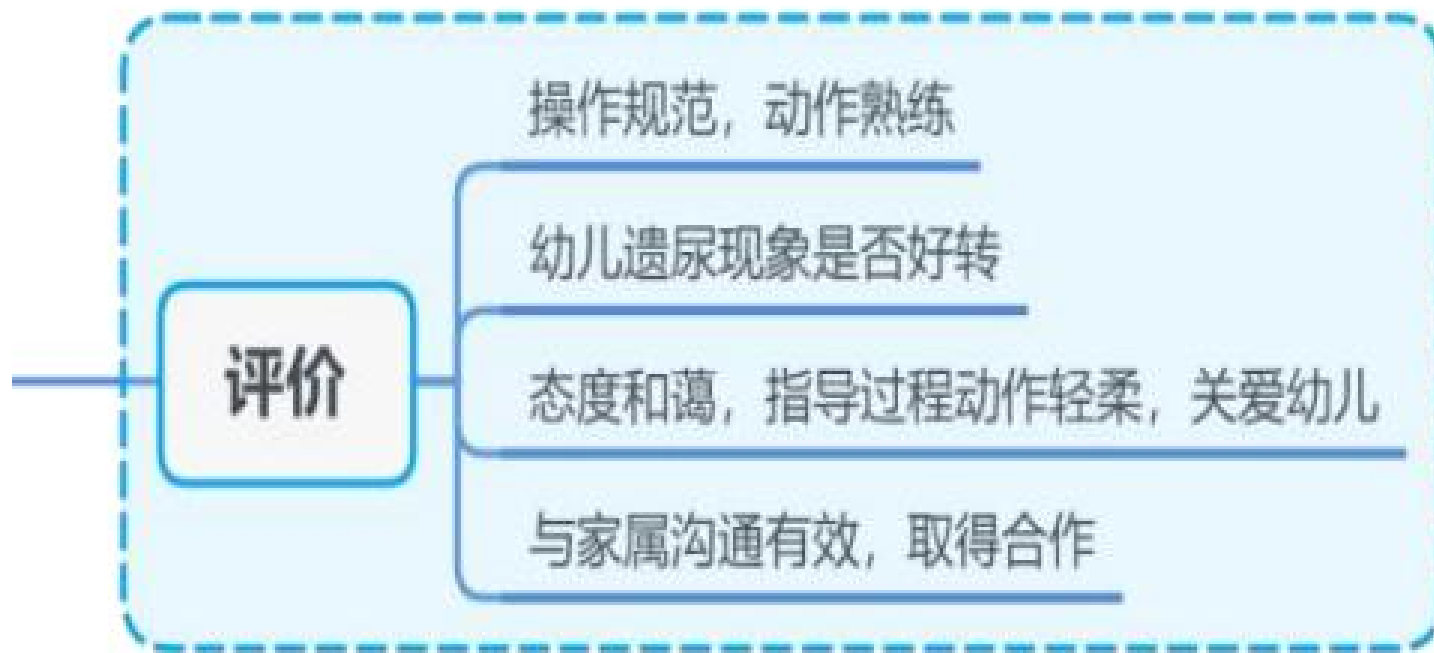 操作规范，动作熟练
幼儿遗尿现象是否好转
评价
态度和蔼，指导过程动作轻柔，关爱幼儿
与家属沟通有效，取得合作